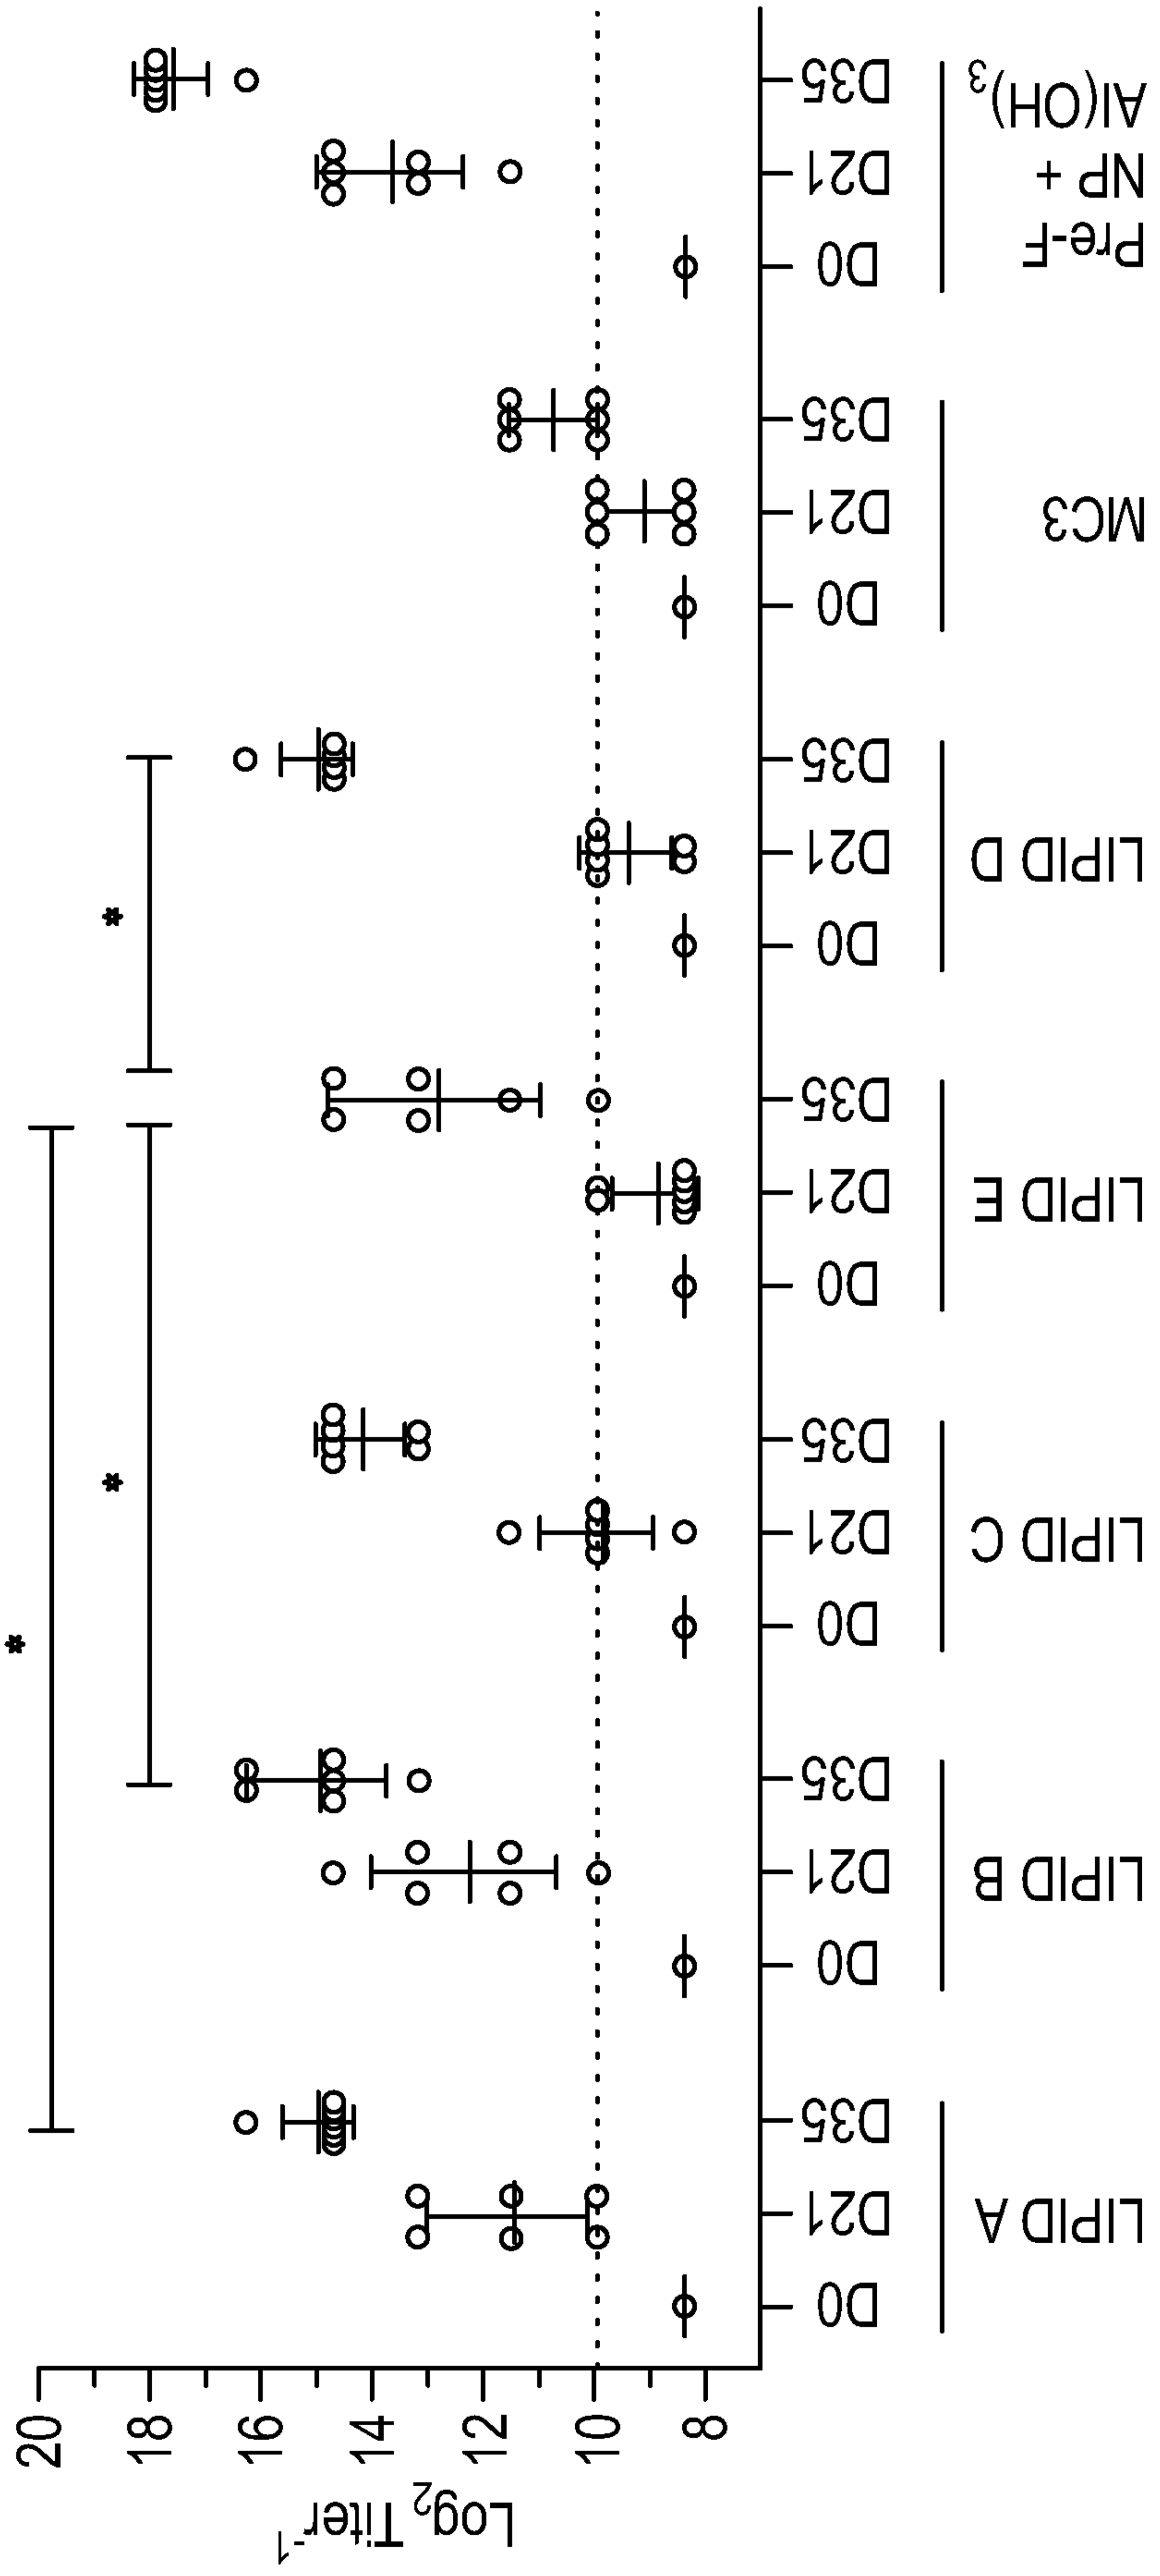 Log₂ Titer⁻¹
20
18
16
14
12
10
8
*
*
*
D0 D21 D35 D0 D21 D35 D0 D21 D35 D0 D21 D35 D0 D21 D35 D0 D21 D35 D0 D21 D35
LIPID A LIPID B LIPID C LIPID E LIPID D MC3 Pre-F
NP +
Al(OH)₃